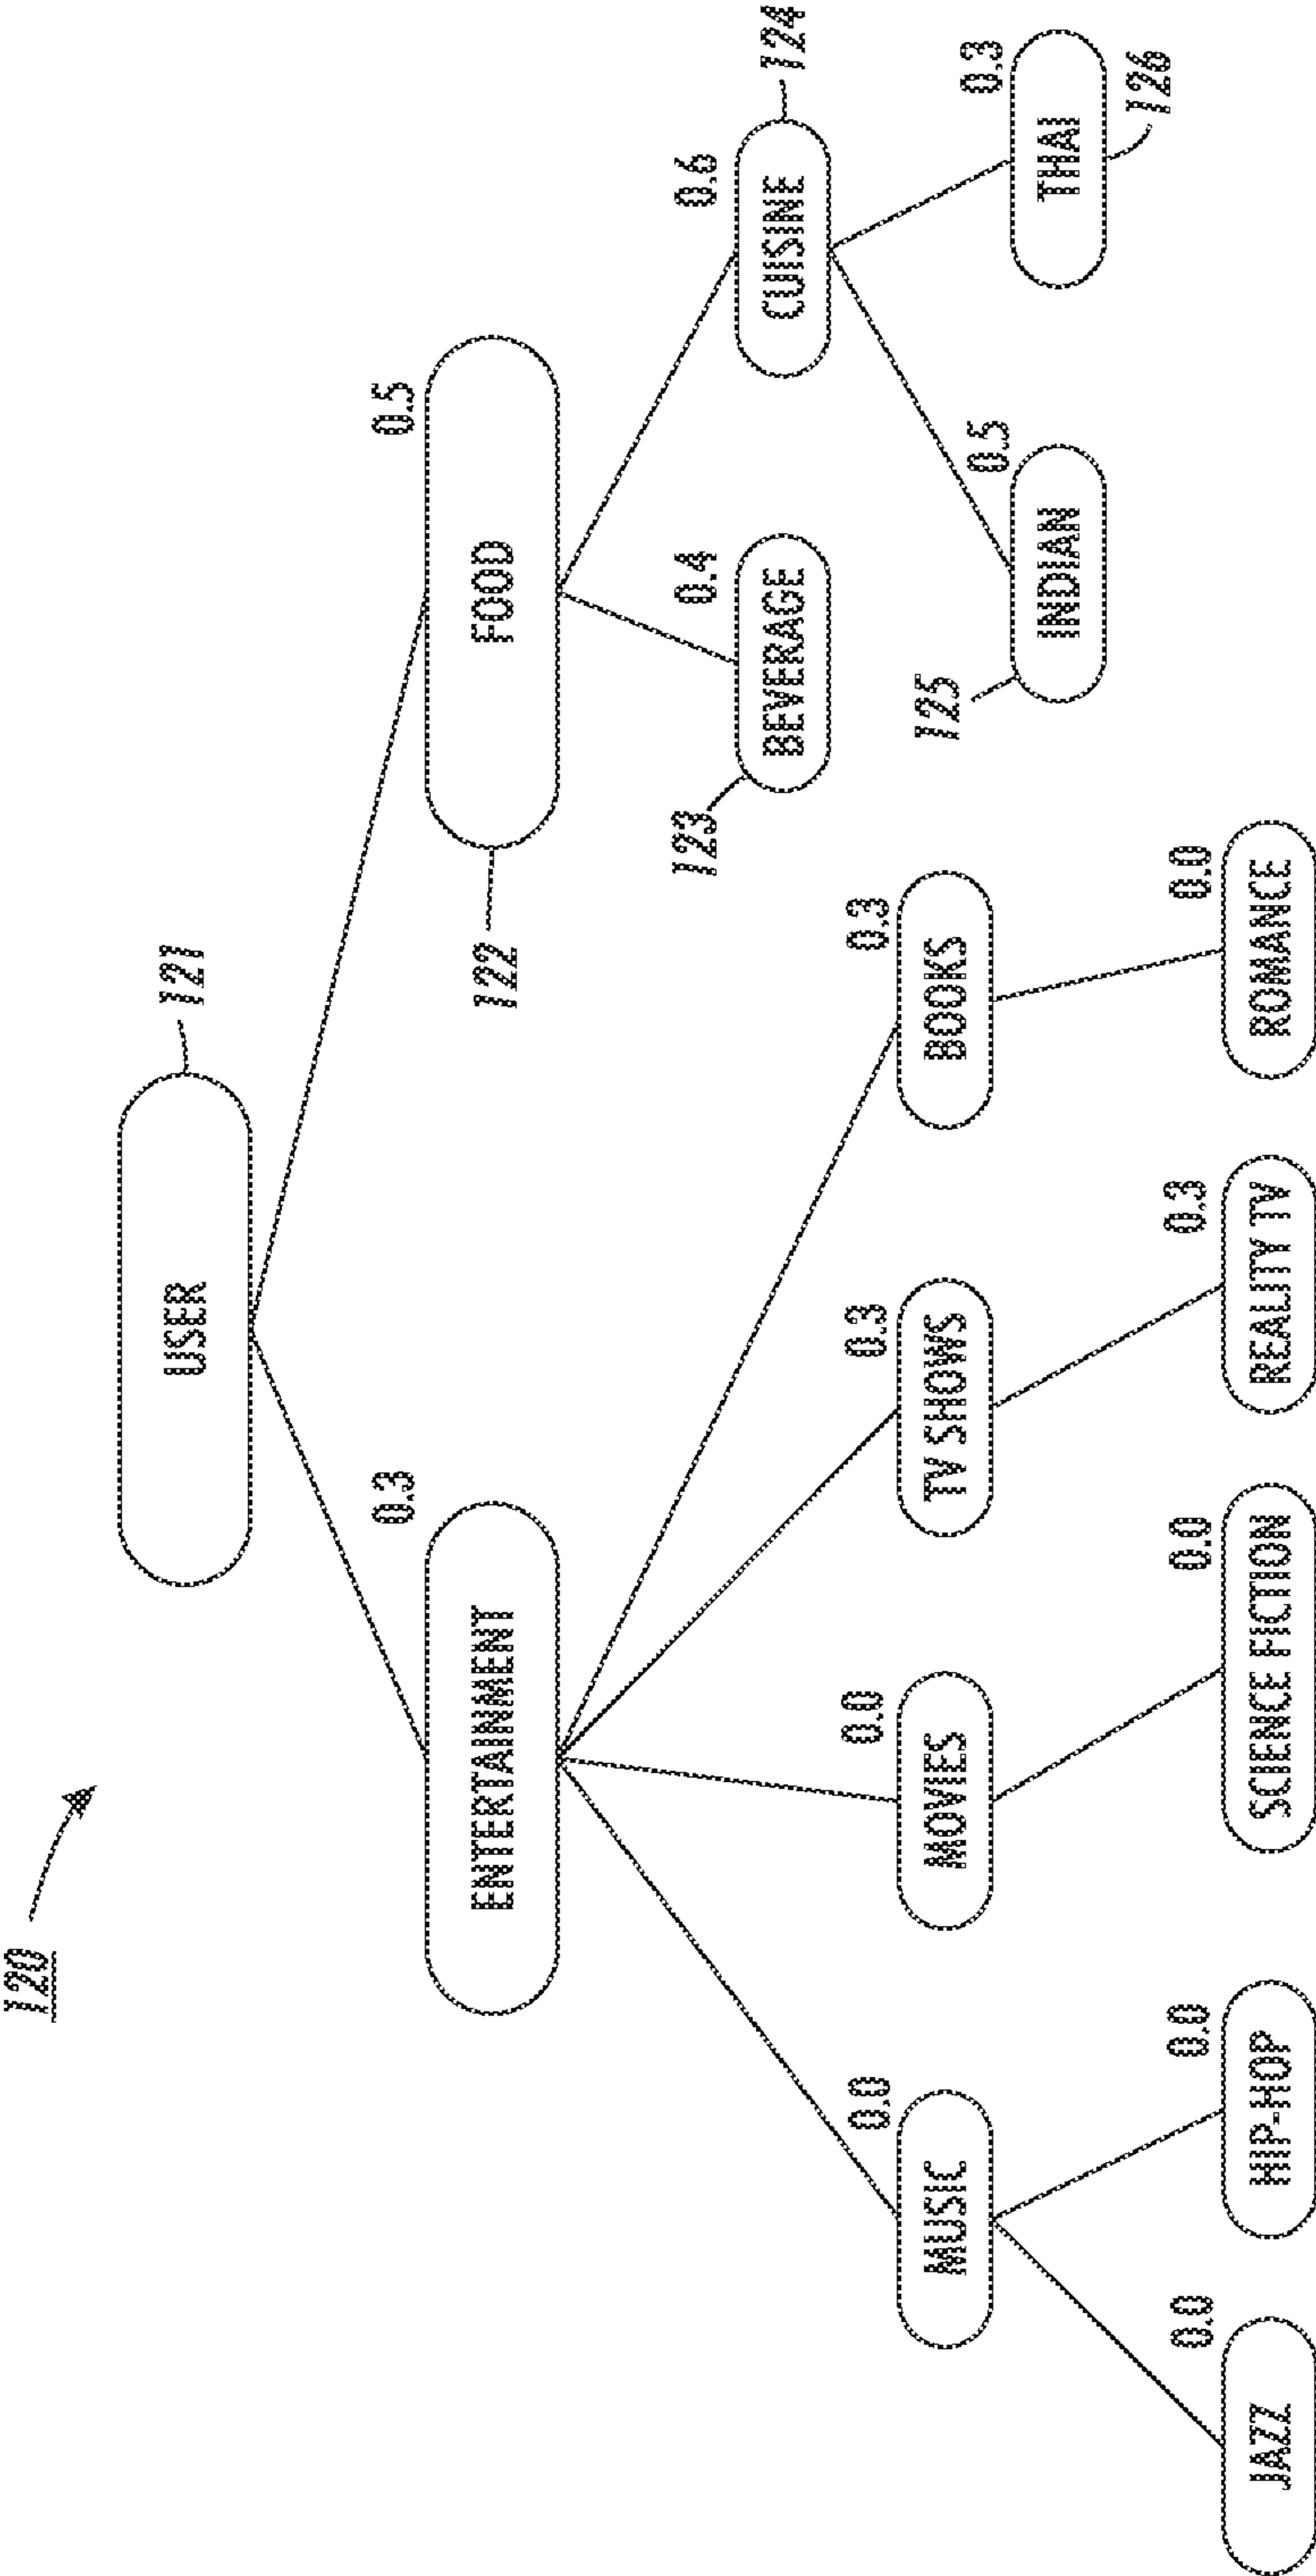 120
USER
121
0.3
ENTERTAINMENT
0.5
FOOD
122
0.4
BEVERAGE
123
0.6
CUISINE
124
0.0
MUSIC
0.0
MOVIES
0.3
TV SHOWS
0.3
BOOKS
0.5
INDIAN
125
0.3
THAI
126
0.0
JAZZ
0.0
HIP-HOP
0.0
SCIENCE FICTION
0.3
REALITY TV
0.0
ROMANCE